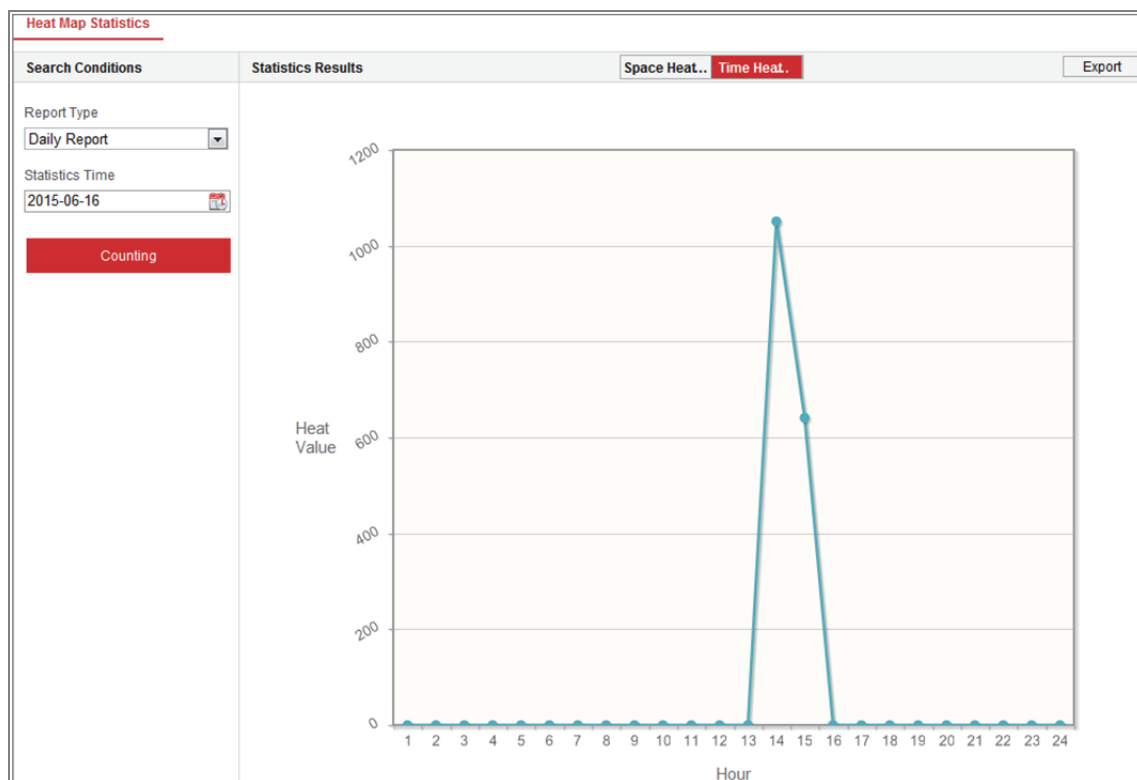 Heat Map Statistics
Search Conditions
Statistics Results
Space Heat...
Time Heat..
Export
Report Type
Daily Report
Statistics Time
2015-06-16
Counting
1200
1000
800
Heat
Value
600
400
200
0
1 2 3 4 5 6 7 8 9 10 11 12 13 14 15 16 17 18 19 20 21 22 23 24
Hour